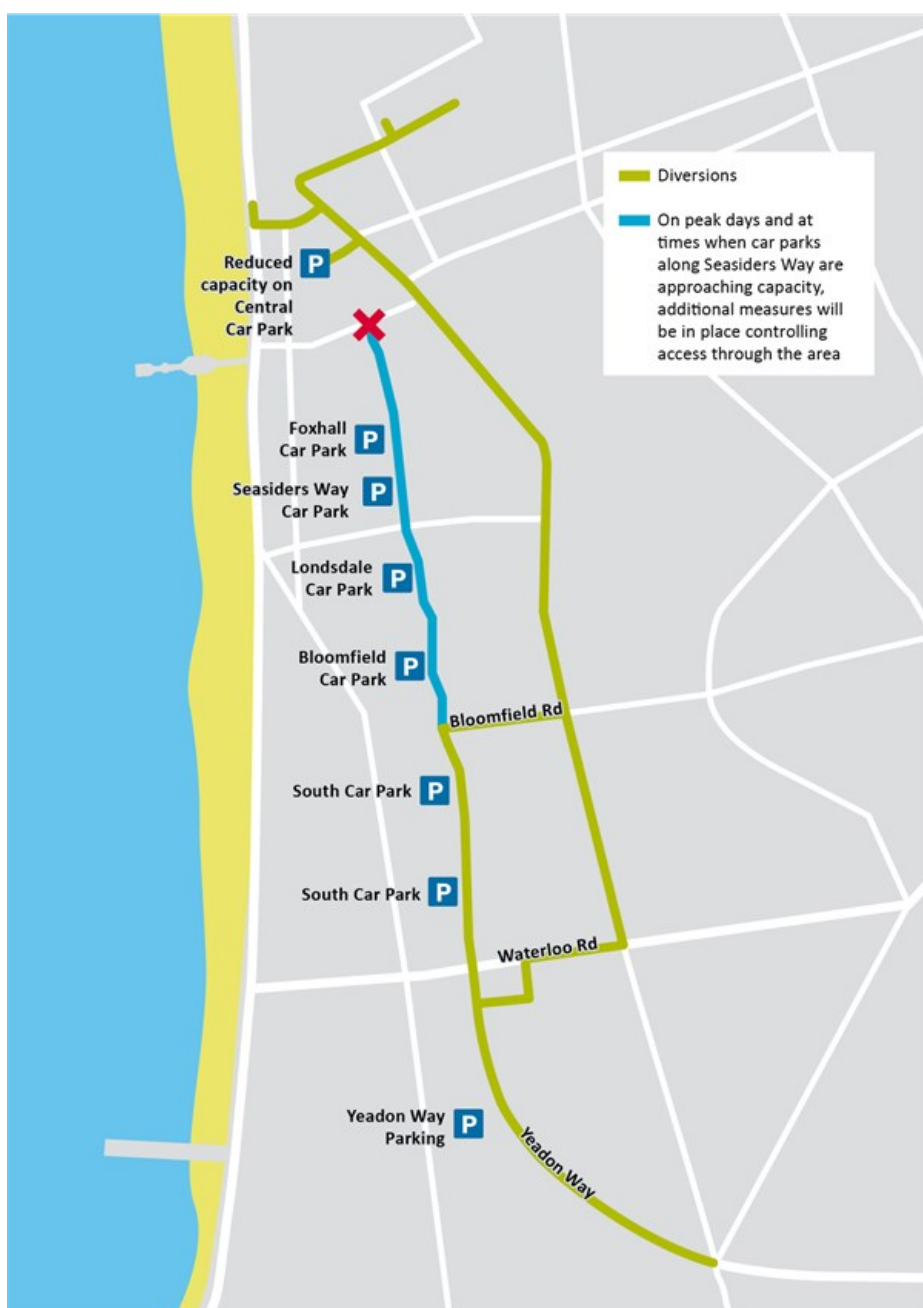 Diversions
On peak days and at
times when car parks
along Seasiders Way are
approaching capacity,
additional measures will
be in place controlling
access through the area
Reduced
capacity on
Central
Car Park
P
Foxhall
Car Park
P
Seasiders Way
Car Park
P
Londsdale
Car Park
P
Bloomfield
Car Park
P
Bloomfield Rd
South Car Park
P
South Car Park
P
Waterloo Rd
Yeadon Way
Parking
P
Yeadon Way